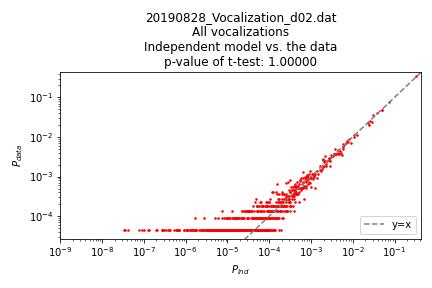 20190828_Vocalization_d02.dat
All vocalizations
Independent model vs. the data
p-value of t-test: 1.00000
10⁻¹
10⁻²
10⁻³
10⁻⁴
P_data
y=x
10⁻⁹ 10⁻⁸ 10⁻⁷ 10⁻⁶ 10⁻⁵ 10⁻⁴ 10⁻³ 10⁻² 10⁻¹
P_ind